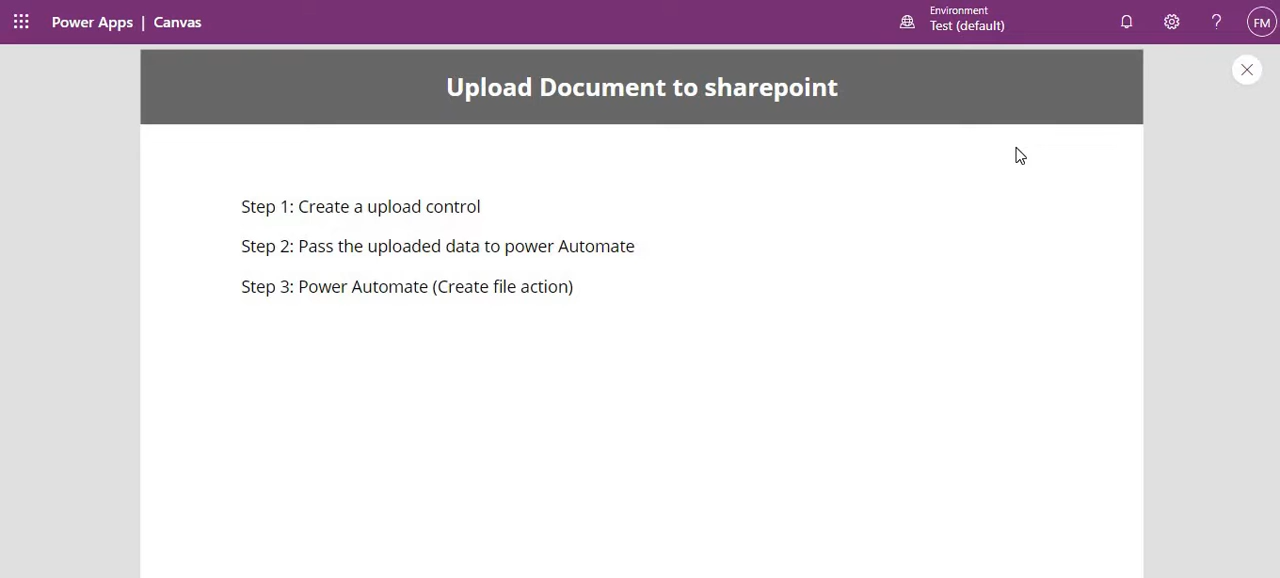 Power Apps | Canvas
Environment
Test (default)
?
FM
Upload Document to sharepoint
Step 1: Create a upload control
Step 2: Pass the uploaded data to power Automate
Step 3: Power Automate (Create file action)